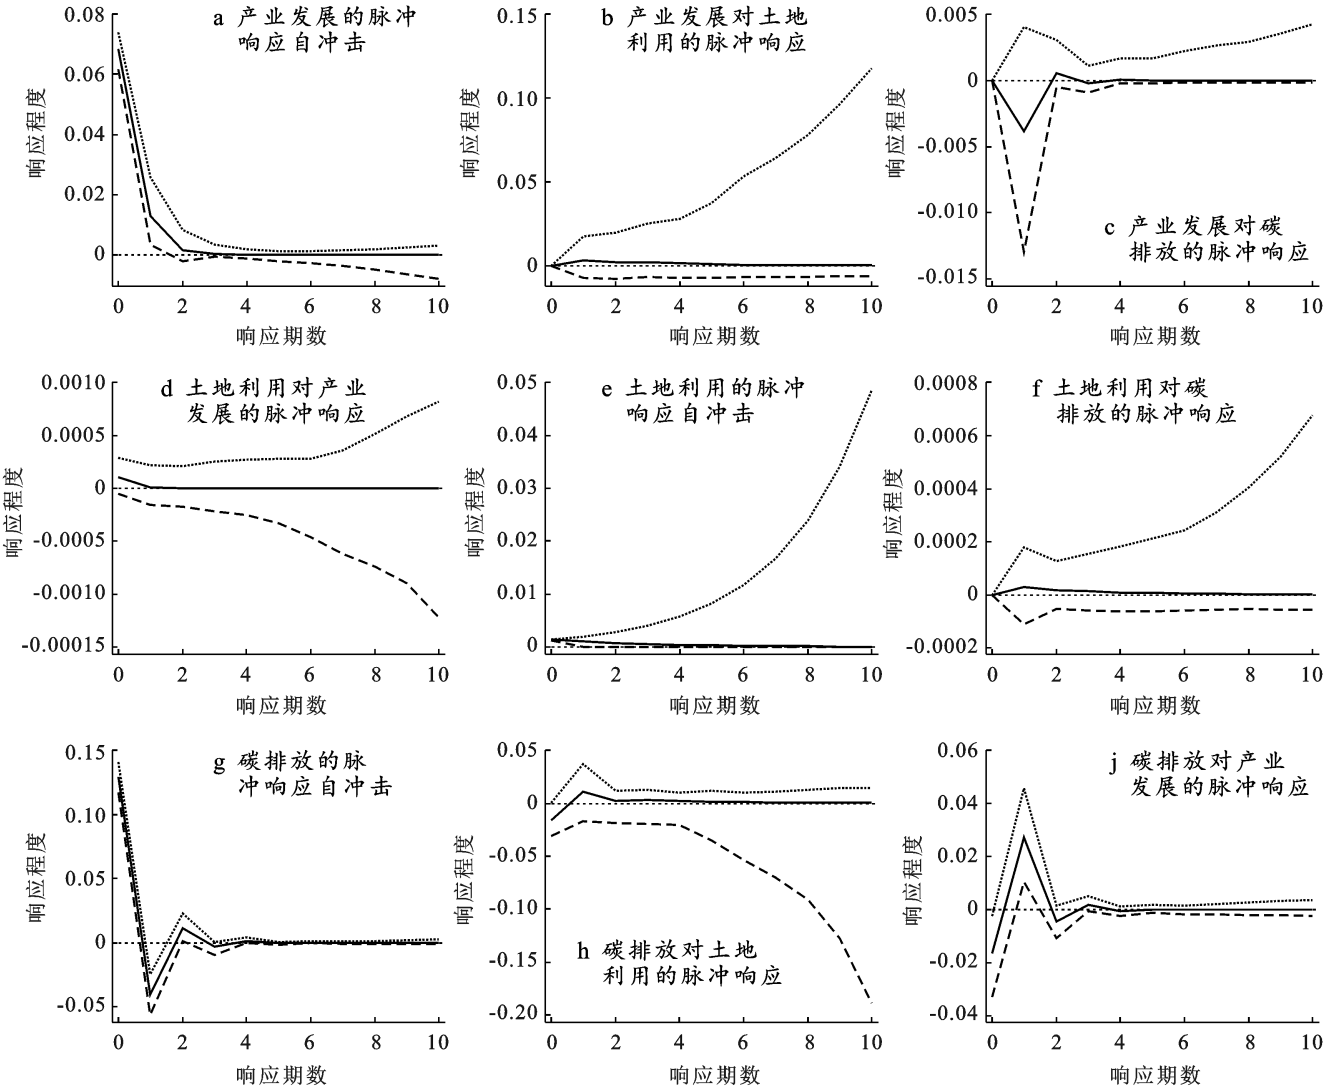 a 产业发展的脉冲
响应自冲击
0.08
0.06
0.04
0.02
0
响应程度
0 2 4 6 8 10
响应期数
b 产业发展对土地
利用的脉冲响应
0.15
0.10
0.05
0
响应程度
0 2 4 6 8 10
响应期数
0.005
0
-0.005
-0.010
-0.015
响应程度
c 产业发展对碳
排放的脉冲响应
0 2 4 6 8 10
响应期数
d 土地利用对产业
发展的脉冲响应
0.0010
0.0005
0
-0.0005
-0.0010
-0.00015
响应程度
0 2 4 6 8 10
响应期数
e 土地利用的脉冲
响应自冲击
0.05
0.04
0.03
0.02
0.01
0
响应程度
0 2 4 6 8 10
响应期数
f 土地利用对碳
排放的脉冲响应
0.0008
0.0006
0.0004
0.0002
0
-0.0002
响应程度
0 2 4 6 8 10
响应期数
g 碳排放的脉
冲响应自冲击
0.15
0.10
0.05
0
-0.05
响应程度
0 2 4 6 8 10
响应期数
0.05
0
-0.05
-0.10
-0.15
-0.20
响应程度
h 碳排放对土地
利用的脉冲响应
0 2 4 6 8 10
响应期数
j 碳排放对产业
发展的脉冲响应
0.06
0.04
0.02
0
-0.02
-0.04
响应程度
0 2 4 6 8 10
响应期数